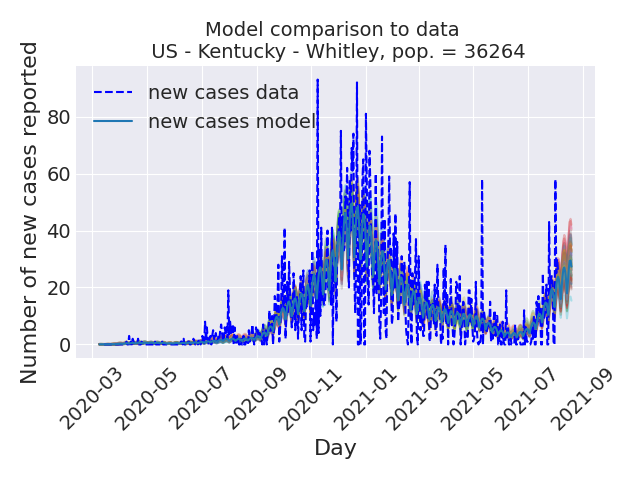 Model comparison to data
US - Kentucky - Whitley, pop. = 36264
Number of new cases reported
80
60
40
20
0
new cases data
new cases model
2020-03
2020-05
2020-07
2020-09
2020-11
2021-01
2021-03
2021-05
2021-07
2021-09
Day